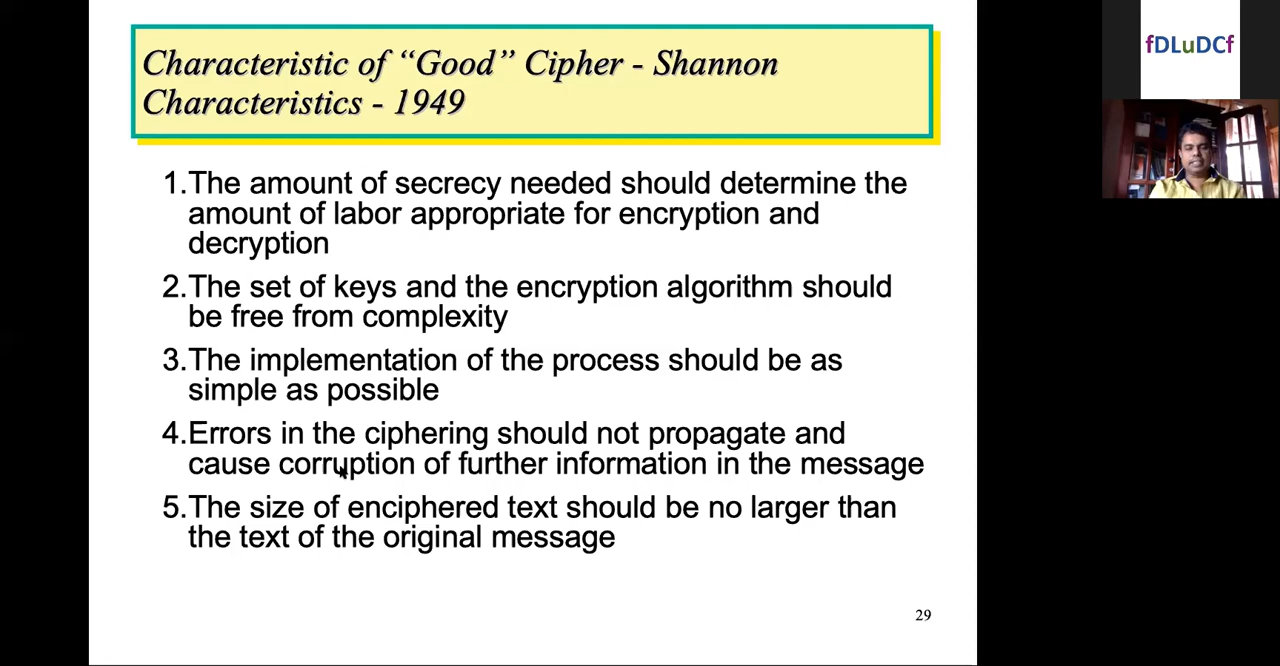 Characteristic of “Good” Cipher - Shannon
Characteristics - 1949
1.The amount of secrecy needed should determine the
amount of labor appropriate for encryption and
decryption
2.The set of keys and the encryption algorithm should
be free from complexity
3.The implementation of the process should be as
simple as possible
4.Errors in the ciphering should not propagate and
cause corruption of further information in the message
5.The size of enciphered text should be no larger than
the text of the original message
29
fDLuDCf